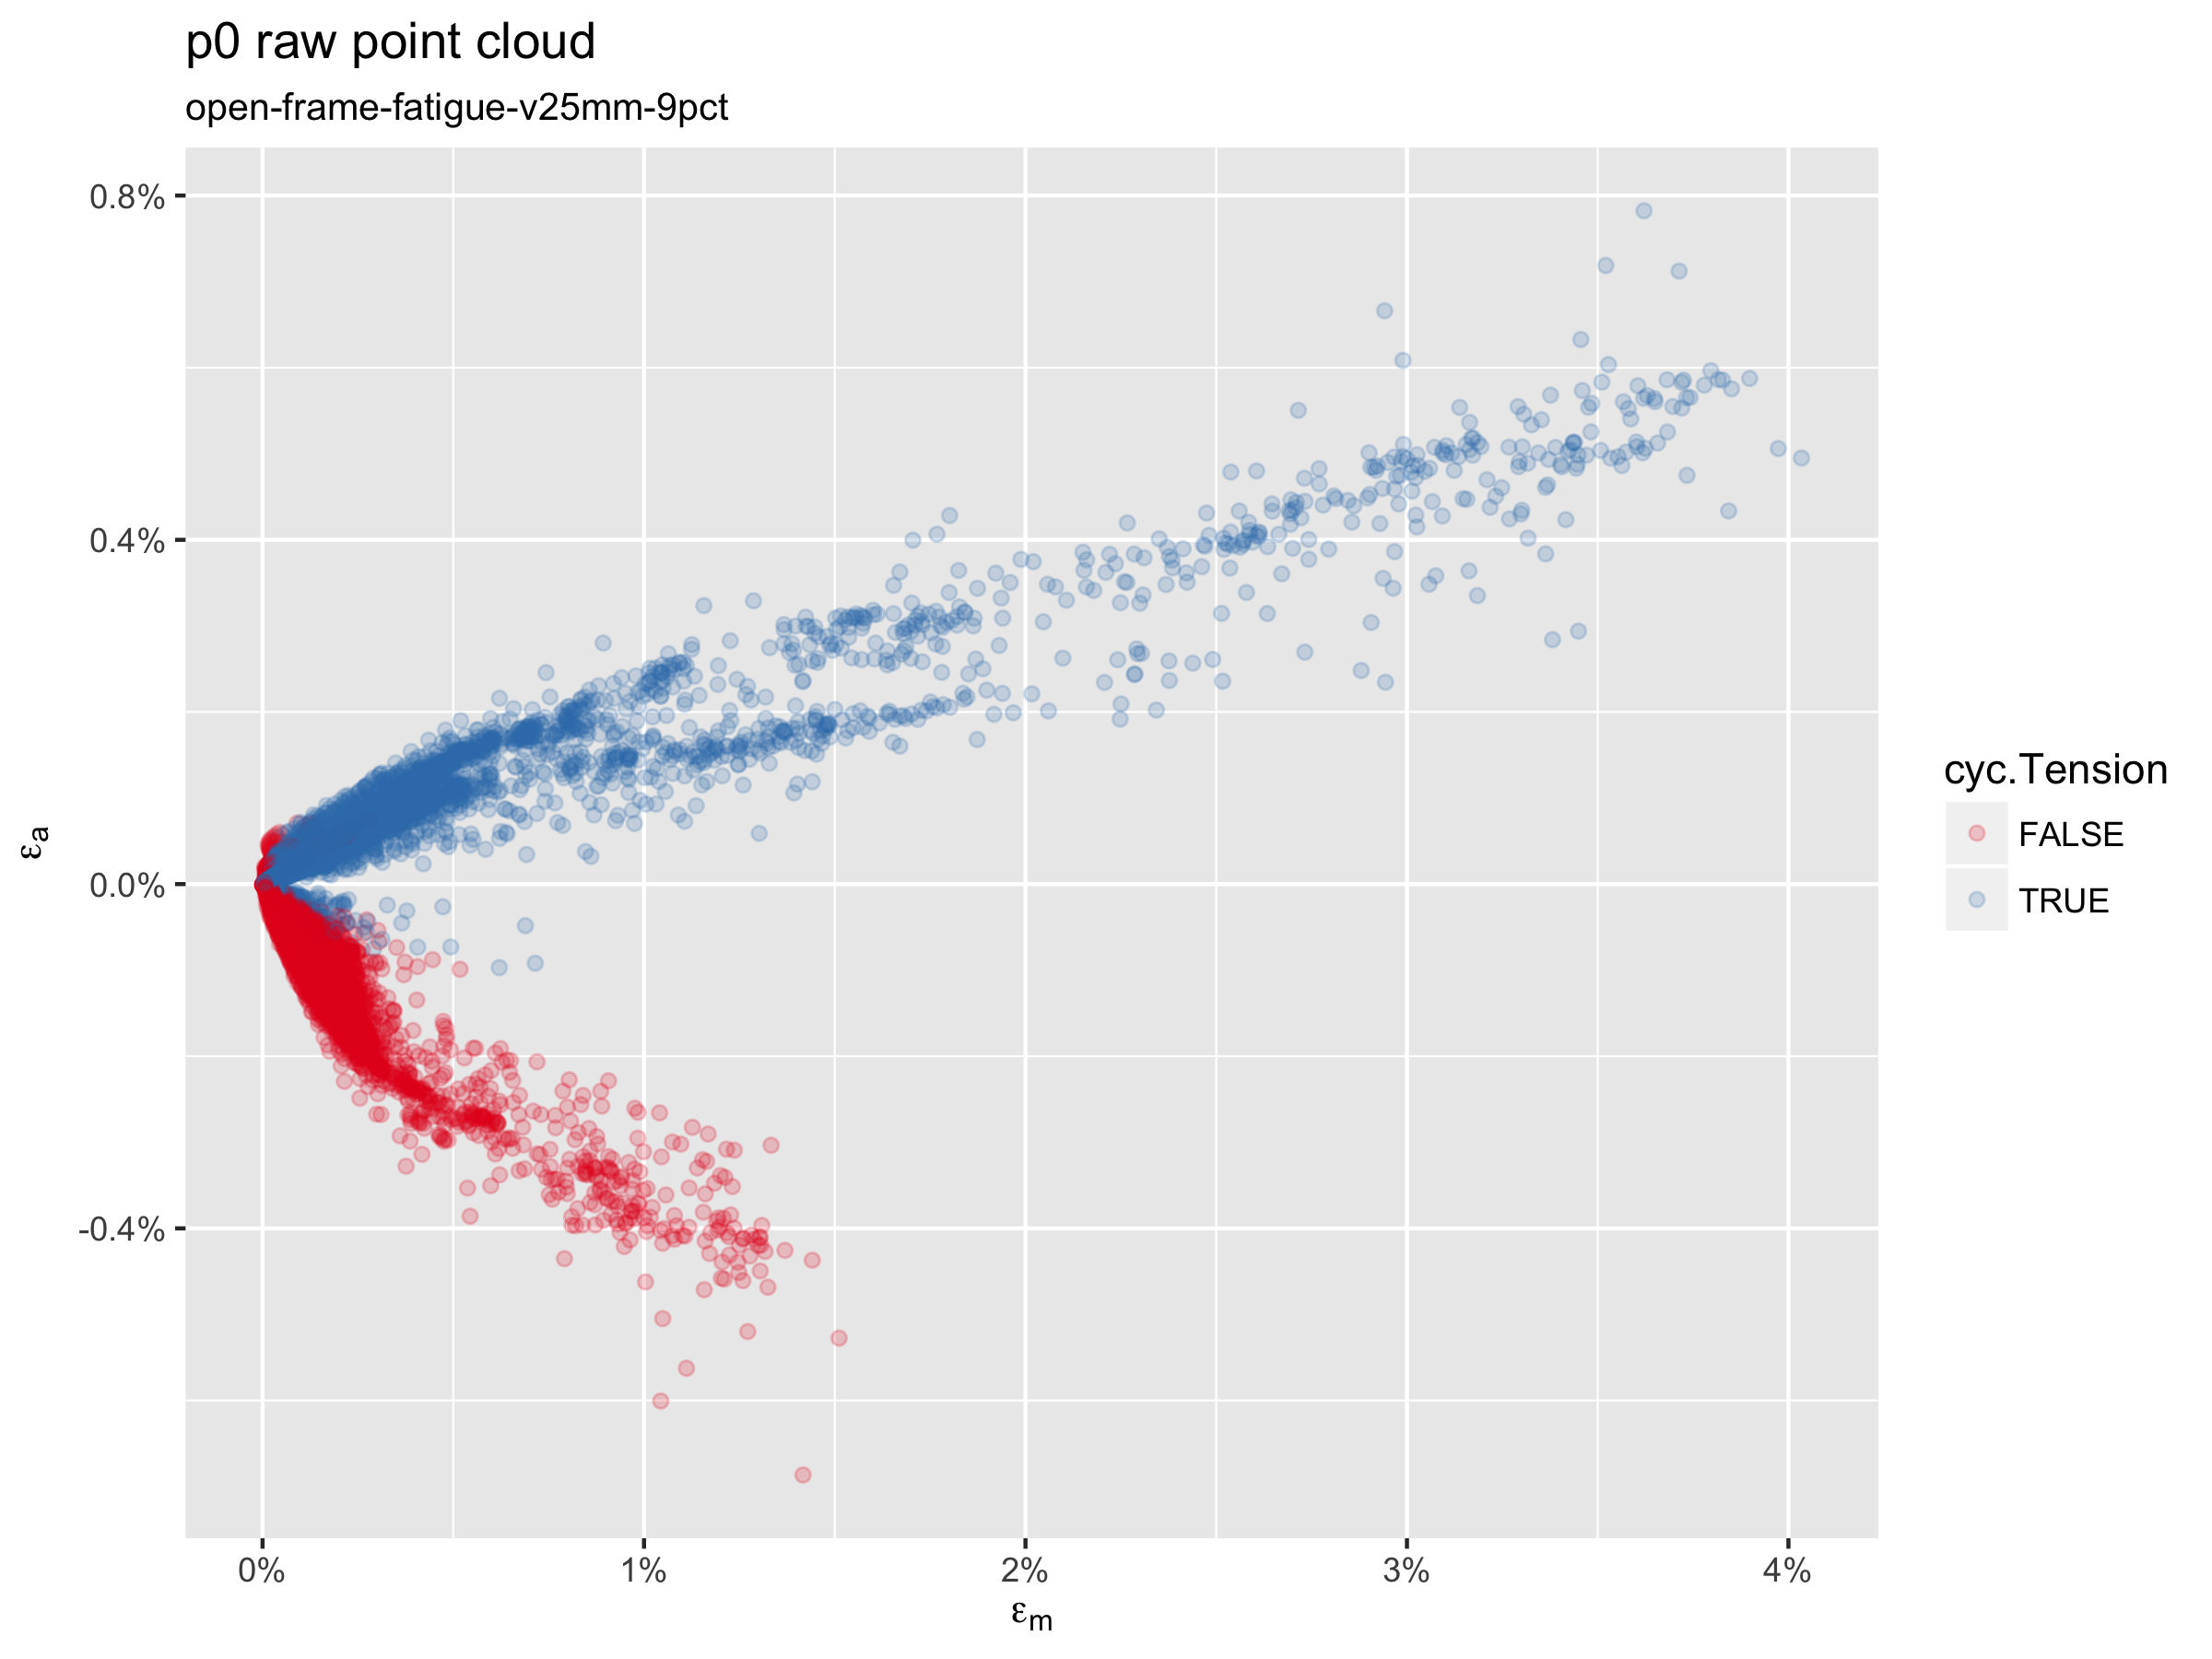 p0 raw point cloud
open-frame-fatigue-v25mm-9pct
0.8%
0.4%
0.0%
-0.4%
εa
0%
1%
2%
3%
4%
εm
cyc.Tension
FALSE
TRUE